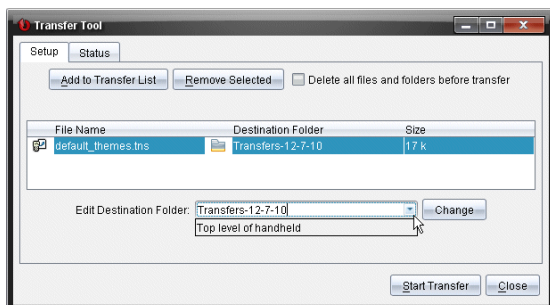 Transfer Tool
Setup Status
Add to Transfer List Remove Selected Delete all files and folders before transfer
File Name Destination Folder Size
default_themes.tns Transfers-12-7-10 17 k
Edit Destination Folder: Transfers-12-7-10 Change
Top level of handheld
Start Transfer Close